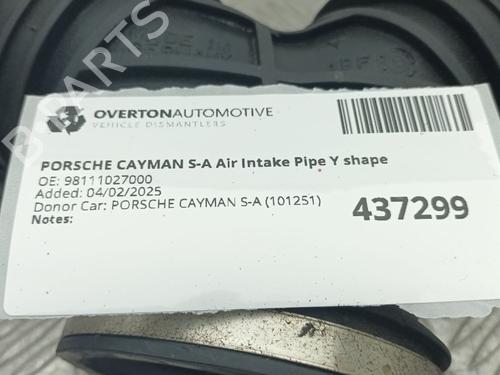 B-PARTS
OVERTONAUTOMOTIVE
VEHICLE DISMANTLERS
PORSCHE CAYMAN S-A Air Intake Pipe Y shape
OE: 98111027000
Added: 04/02/2025
Donor Car: PORSCHE CAYMAN S-A (101251)
437299
Notes: